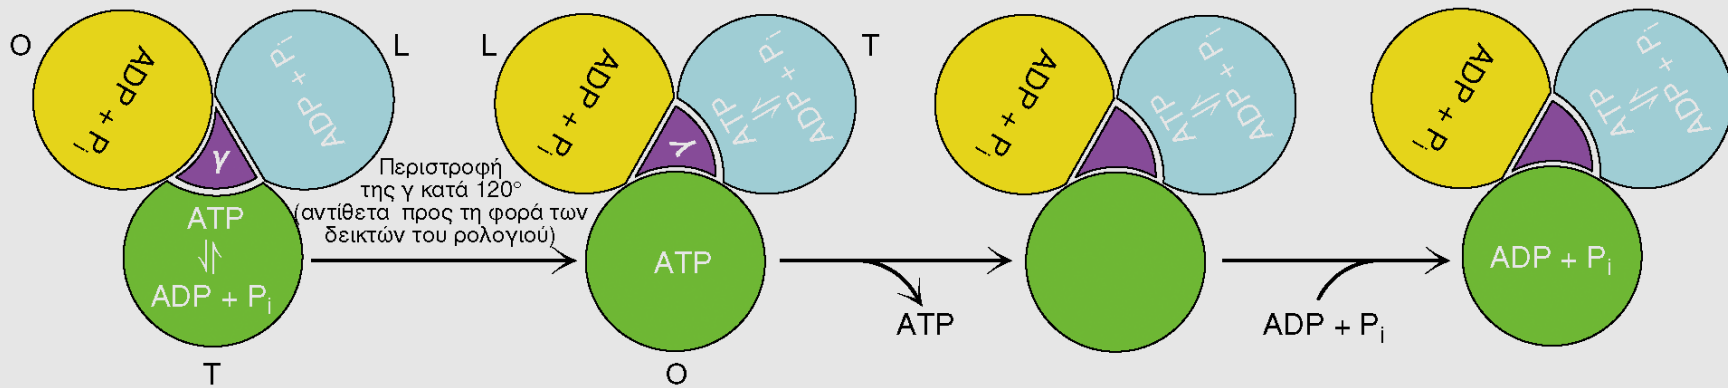 O
ADP + Pi
ADP + Pi
L
γ
ATP
⇌
ADP + Pi
T
Περιστροφή
της γ κατά 120°
(αντίθετα προς τη φορά των
δεικτών του ρολογιού)
L
ADP + Pi
ATP
⇌
ADP + Pi
T
γ
ATP
O
ATP
ADP + Pi
ATP
⇌
ADP + Pi
ADP + Pi
ADP + Pi
ATP
⇌
ADP + Pi
ADP + Pi